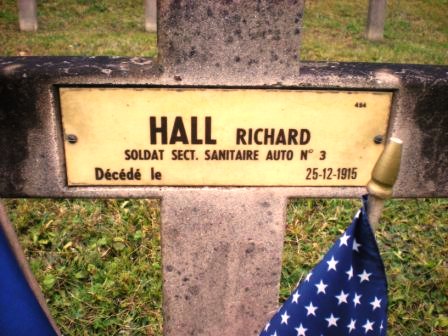 484
HALL RICHARD
SOLDAT SECT. SANITAIRE AUTO N° 3
Décédé le 25-12-1915